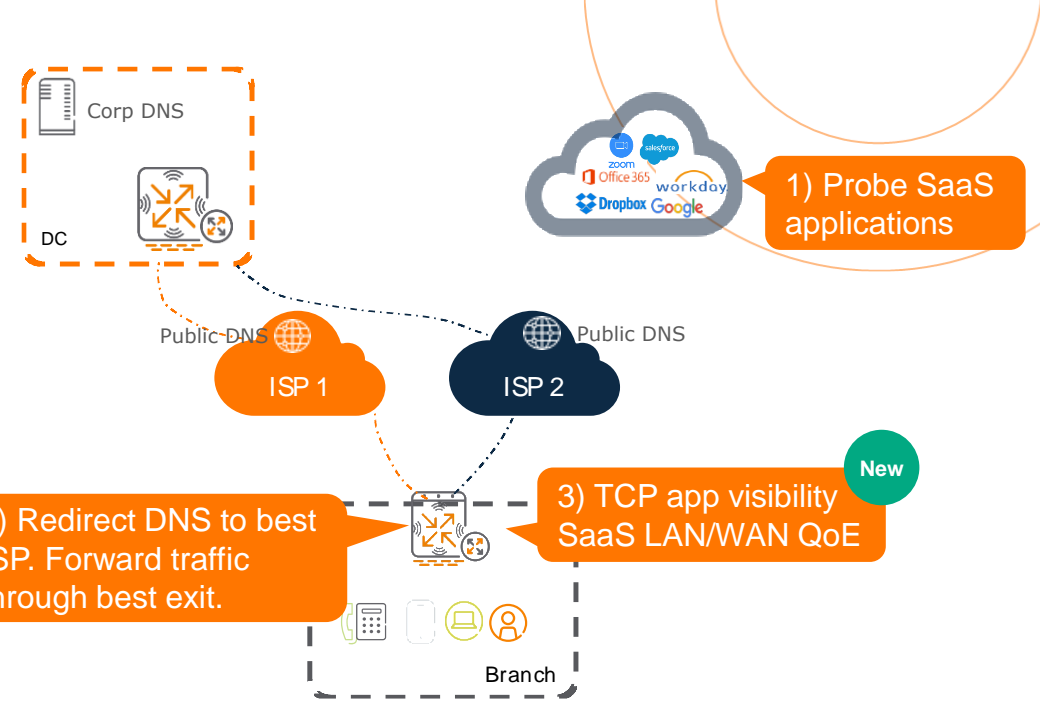 Corp DNS
DC
zoom
salesforce
Office 365
workday
Dropbox
Google
1) Probe SaaS
applications
Public DNS
Public DNS
ISP 1
ISP 2
New
) Redirect DNS to best
SP. Forward traffic
hrough best exit.
3) TCP app visibility
SaaS LAN/WAN QoE
Branch